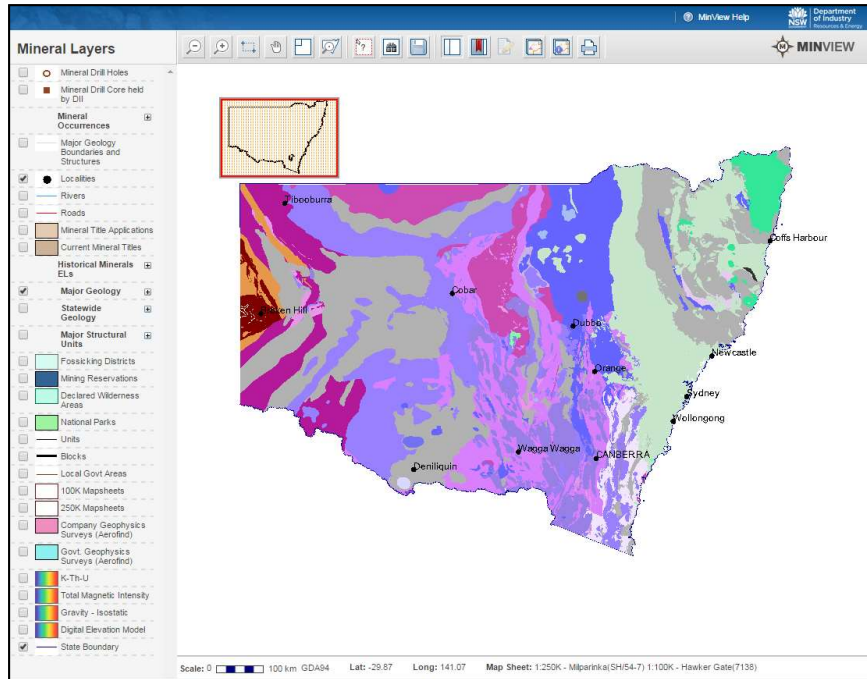 MinView Help
NSW
Department
of Industry
Resources & Energy
Mineral Layers
MINVIEW
Mineral Drill Holes
Mineral Drill Core held
by DII
Mineral
Occurrences
Major Geology
Boundaries and
Structures
Localities
Rivers
Roads
Mineral Title Applications
Current Mineral Titles
Historical Minerals
ELs
Major Geology
Statewide
Geology
Major Structural
Units
Fossicking Districts
Mining Reservations
Declared Wilderness
Areas
National Parks
Units
Blocks
Local Govt Areas
100K Mapsheets
250K Mapsheets
Company Geophysics
Surveys (Aerofind)
Govt. Geophysics
Surveys (Aerofind)
K-Th-U
Total Magnetic Intensity
Gravity - Isostatic
Digital Elevation Model
State Boundary
Tibooburra
Coffs Harbour
Cobar
Broken Hill
Dubbo
Newcastle
Orange
Sydney
Wollongong
Wagga Wagga
CANBERRA
Deniliquin
Scale: 0 100 km GDA94 Lat: -29.87 Long: 141.07 Map Sheet: 1:250K - Milparinka(SH/54-7) 1:100K - Hawker Gate(7138)